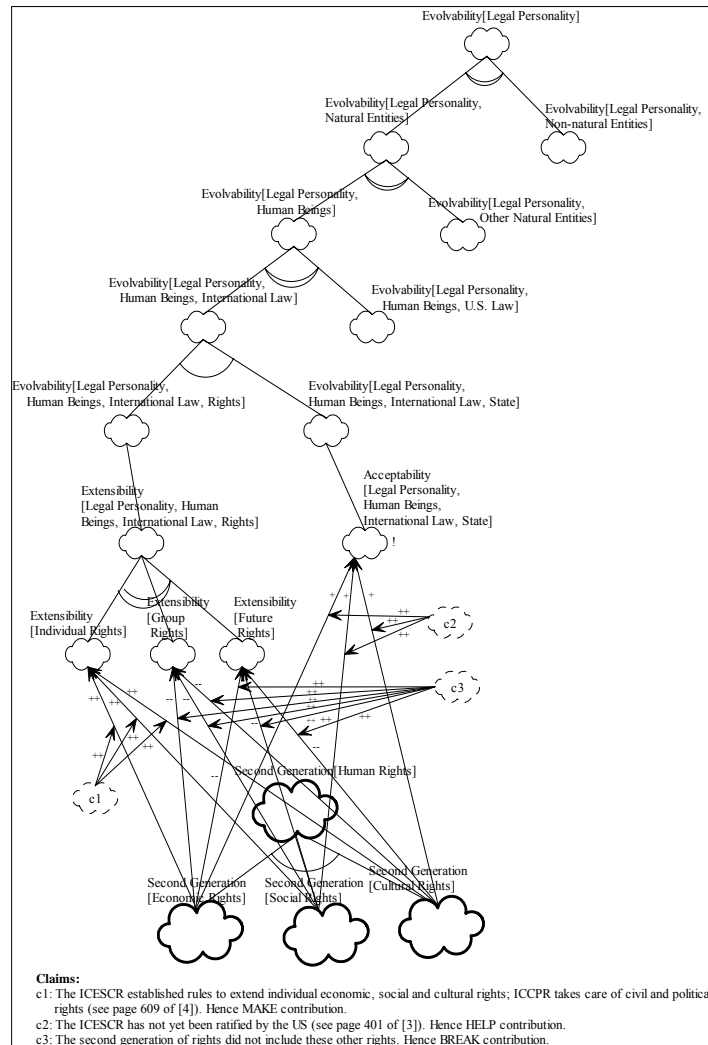 Evolvability[Legal Personality]
Evolvability[Legal Personality,
Natural Entities]
Evolvability[Legal Personality,
Non-natural Entities]
Evolvability[Legal Personality,
Human Beings]
Evolvability[Legal Personality,
Other Natural Entities]
Evolvability[Legal Personality,
Human Beings, International Law]
Evolvability[Legal Personality,
Human Beings, U.S. Law]
Evolvability[Legal Personality,
Human Beings, International Law, Rights]
Evolvability[Legal Personality,
Human Beings, International Law, State]
Extensibility
[Legal Personality, Human
Beings, International Law, Rights]
Acceptability
[Legal Personality,
Human Beings,
International Law, State]
!
Extensibility
[Individual Rights]
Extensibility
[Group
Rights]
Extensibility
[Future
Rights]
+ + +
++
++
++
c2
-- -- --
++
++
++
++
++ ++
c3
++ ++ ++
++ ++ ++
--
--
--
c1
Second Generation[Human Rights]
Second Generation
[Economic Rights]
Second Generation
[Social Rights]
Second Generation
[Cultural Rights]
Claims:
c1: The ICESCR established rules to extend individual economic, social and cultural rights; ICCPR takes care of civil and political
rights (see page 609 of [4]). Hence MAKE contribution.
c2: The ICESCR has not yet been ratified by the US (see page 401 of [3]). Hence HELP contribution.
c3: The second generation of rights did not include these other rights. Hence BREAK contribution.